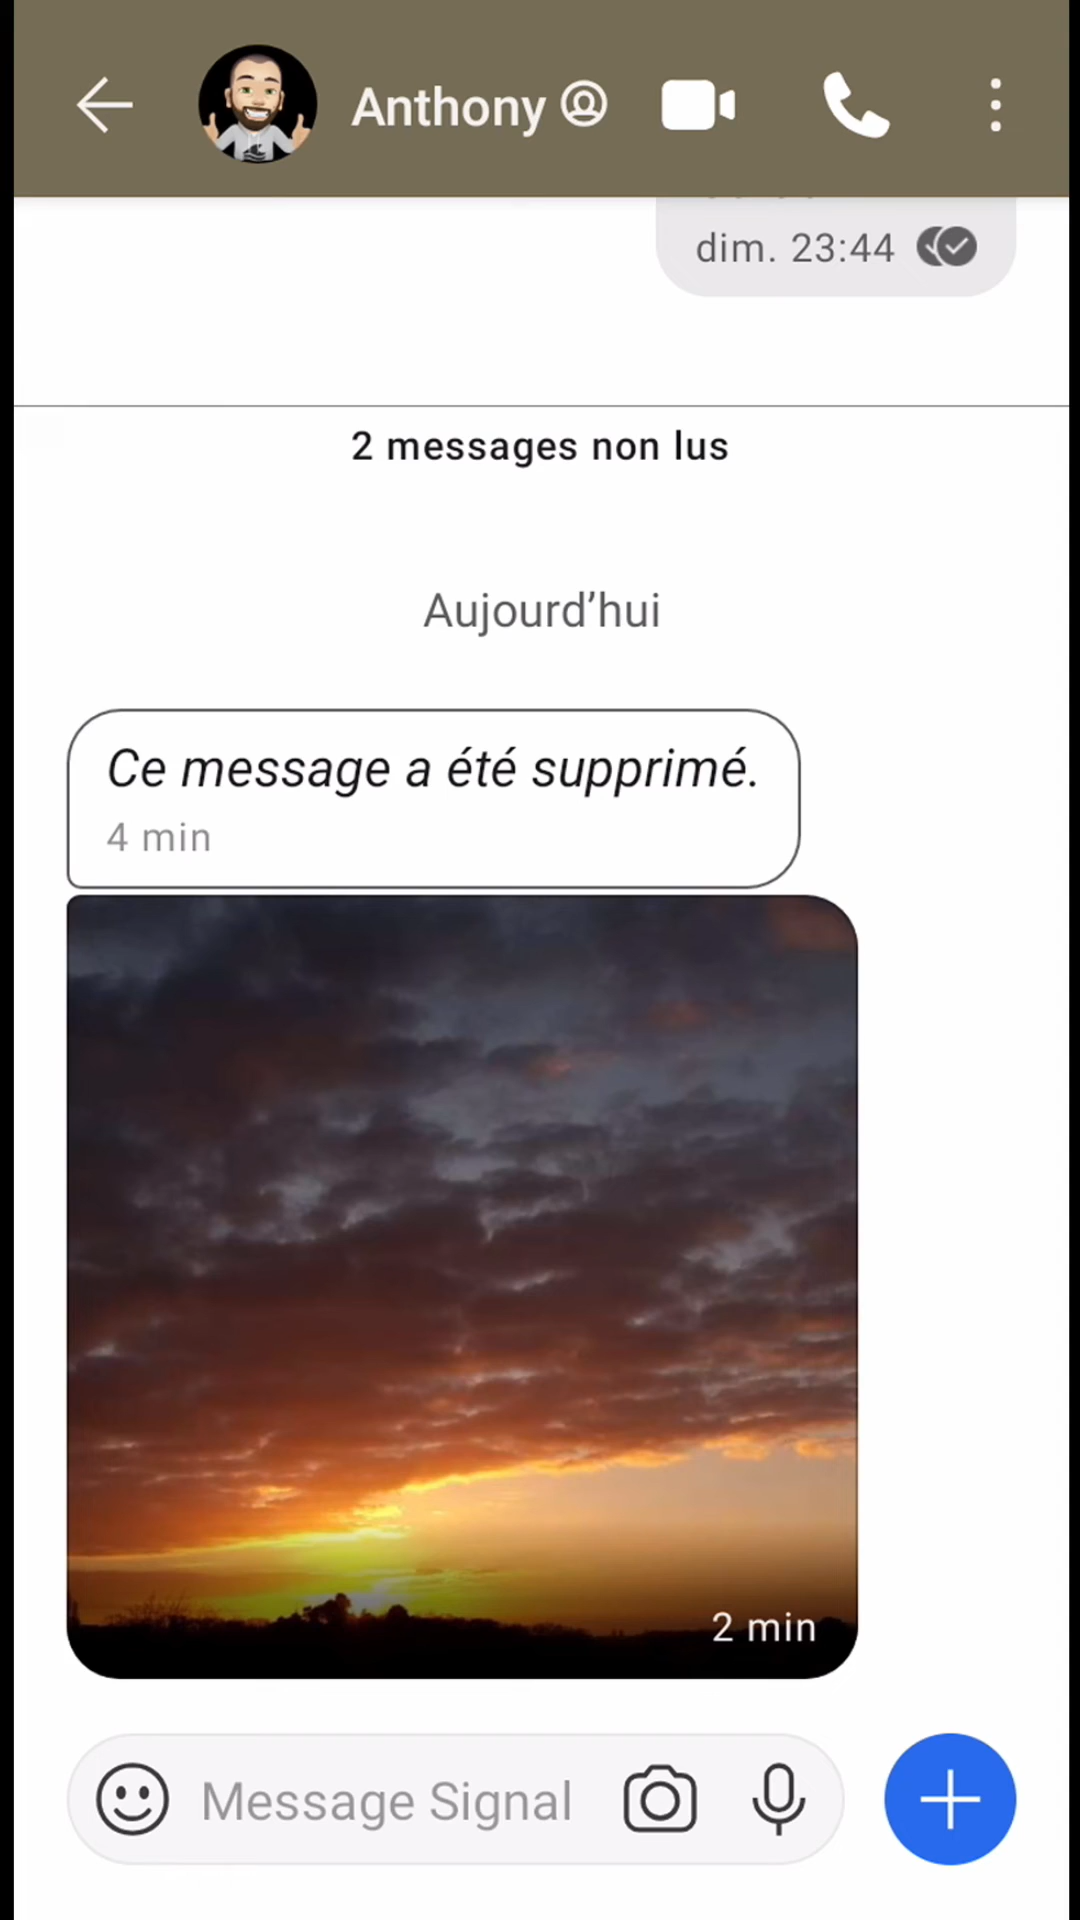 Anthony
dim. 23:44
2 messages non lus
Aujourd’hui
Ce message a été supprimé.
4 min
2 min
Message Signal